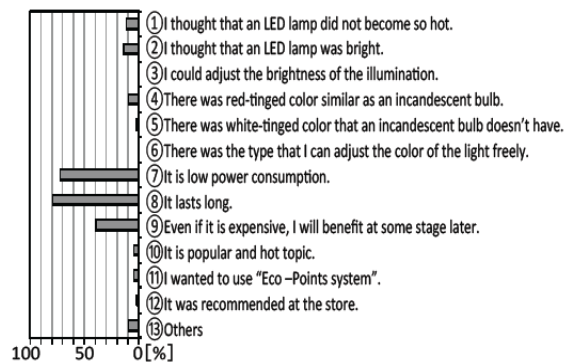 ①I thought that an LED lamp did not become so hot.
②I thought that an LED lamp was bright.
③I could adjust the brightness of the illumination.
④There was red-tinged color similar as an incandescent bulb.
⑤There was white-tinged color that an incandescent bulb doesn't have.
⑥There was the type that I can adjust the color of the light freely.
⑦It is low power consumption.
⑧It lasts long.
⑨Even if it is expensive, I will benefit at some stage later.
⑩It is popular and hot topic.
⑪I wanted to use “Eco –Points system”.
⑫It was recommended at the store.
⑬Others
100 50 0[%]